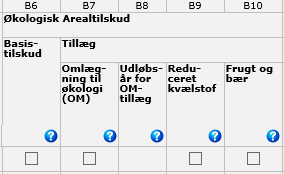 B6 B7 B8 B9 B10
Økologisk Arealtilskud
Basis-
tilskud
Tillæg
Omlæg-
ning til
økologi
(OM)
Udløbs-
år for
OM-
tillæg
Redu-
ceret
kvælstof
Frugt og
bær
? ? ? ? ?